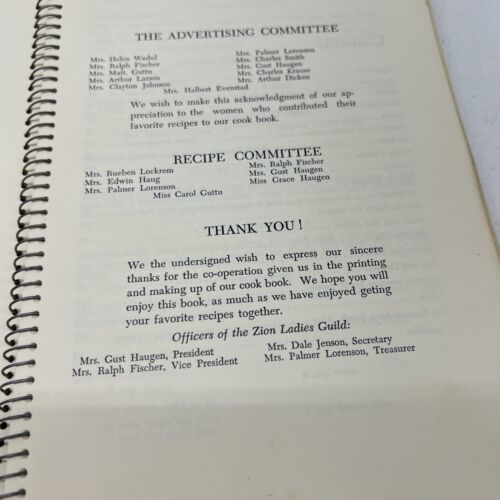 THE ADVERTISING COMMITTEE
Mrs. Helen Wedul
Mrs. Ralph Fischer
Mrs. Matt. Guttu
Mrs. Arthur Larson
Mrs. Clayton Johnson
Mrs. Palmer Lorenson
Mrs. Charles Smith
Mrs. Gust Haugen
Mrs. Charles Krause
Mrs. Arthur Dicken
Mrs. Halbert Evenstad
We wish to make this acknowledgment of our ap-
preciation to the women who contributed their
favorite recipes to our cook book.
RECIPE COMMITTEE
Mrs. Rueben Lockrem
Mrs. Edwin Haug
Mrs. Palmer Lorenson
Mrs. Ralph Fischer
Mrs. Gust Haugen
Miss Grace Haugen
Miss Carol Guttu
THANK YOU!
We the undersigned wish to express our sincere
thanks for the co-operation given us in the printing
and making up of our cook book. We hope you will
enjoy this book, as much as we have enjoyed geting
your favorite recipes together.
Officers of the Zion Ladies Guild:
Mrs. Gust Haugen, President
Mrs. Ralph Fischer, Vice President
Mrs. Dale Jenson, Secretary
Mrs. Palmer Lorenson, Treasurer